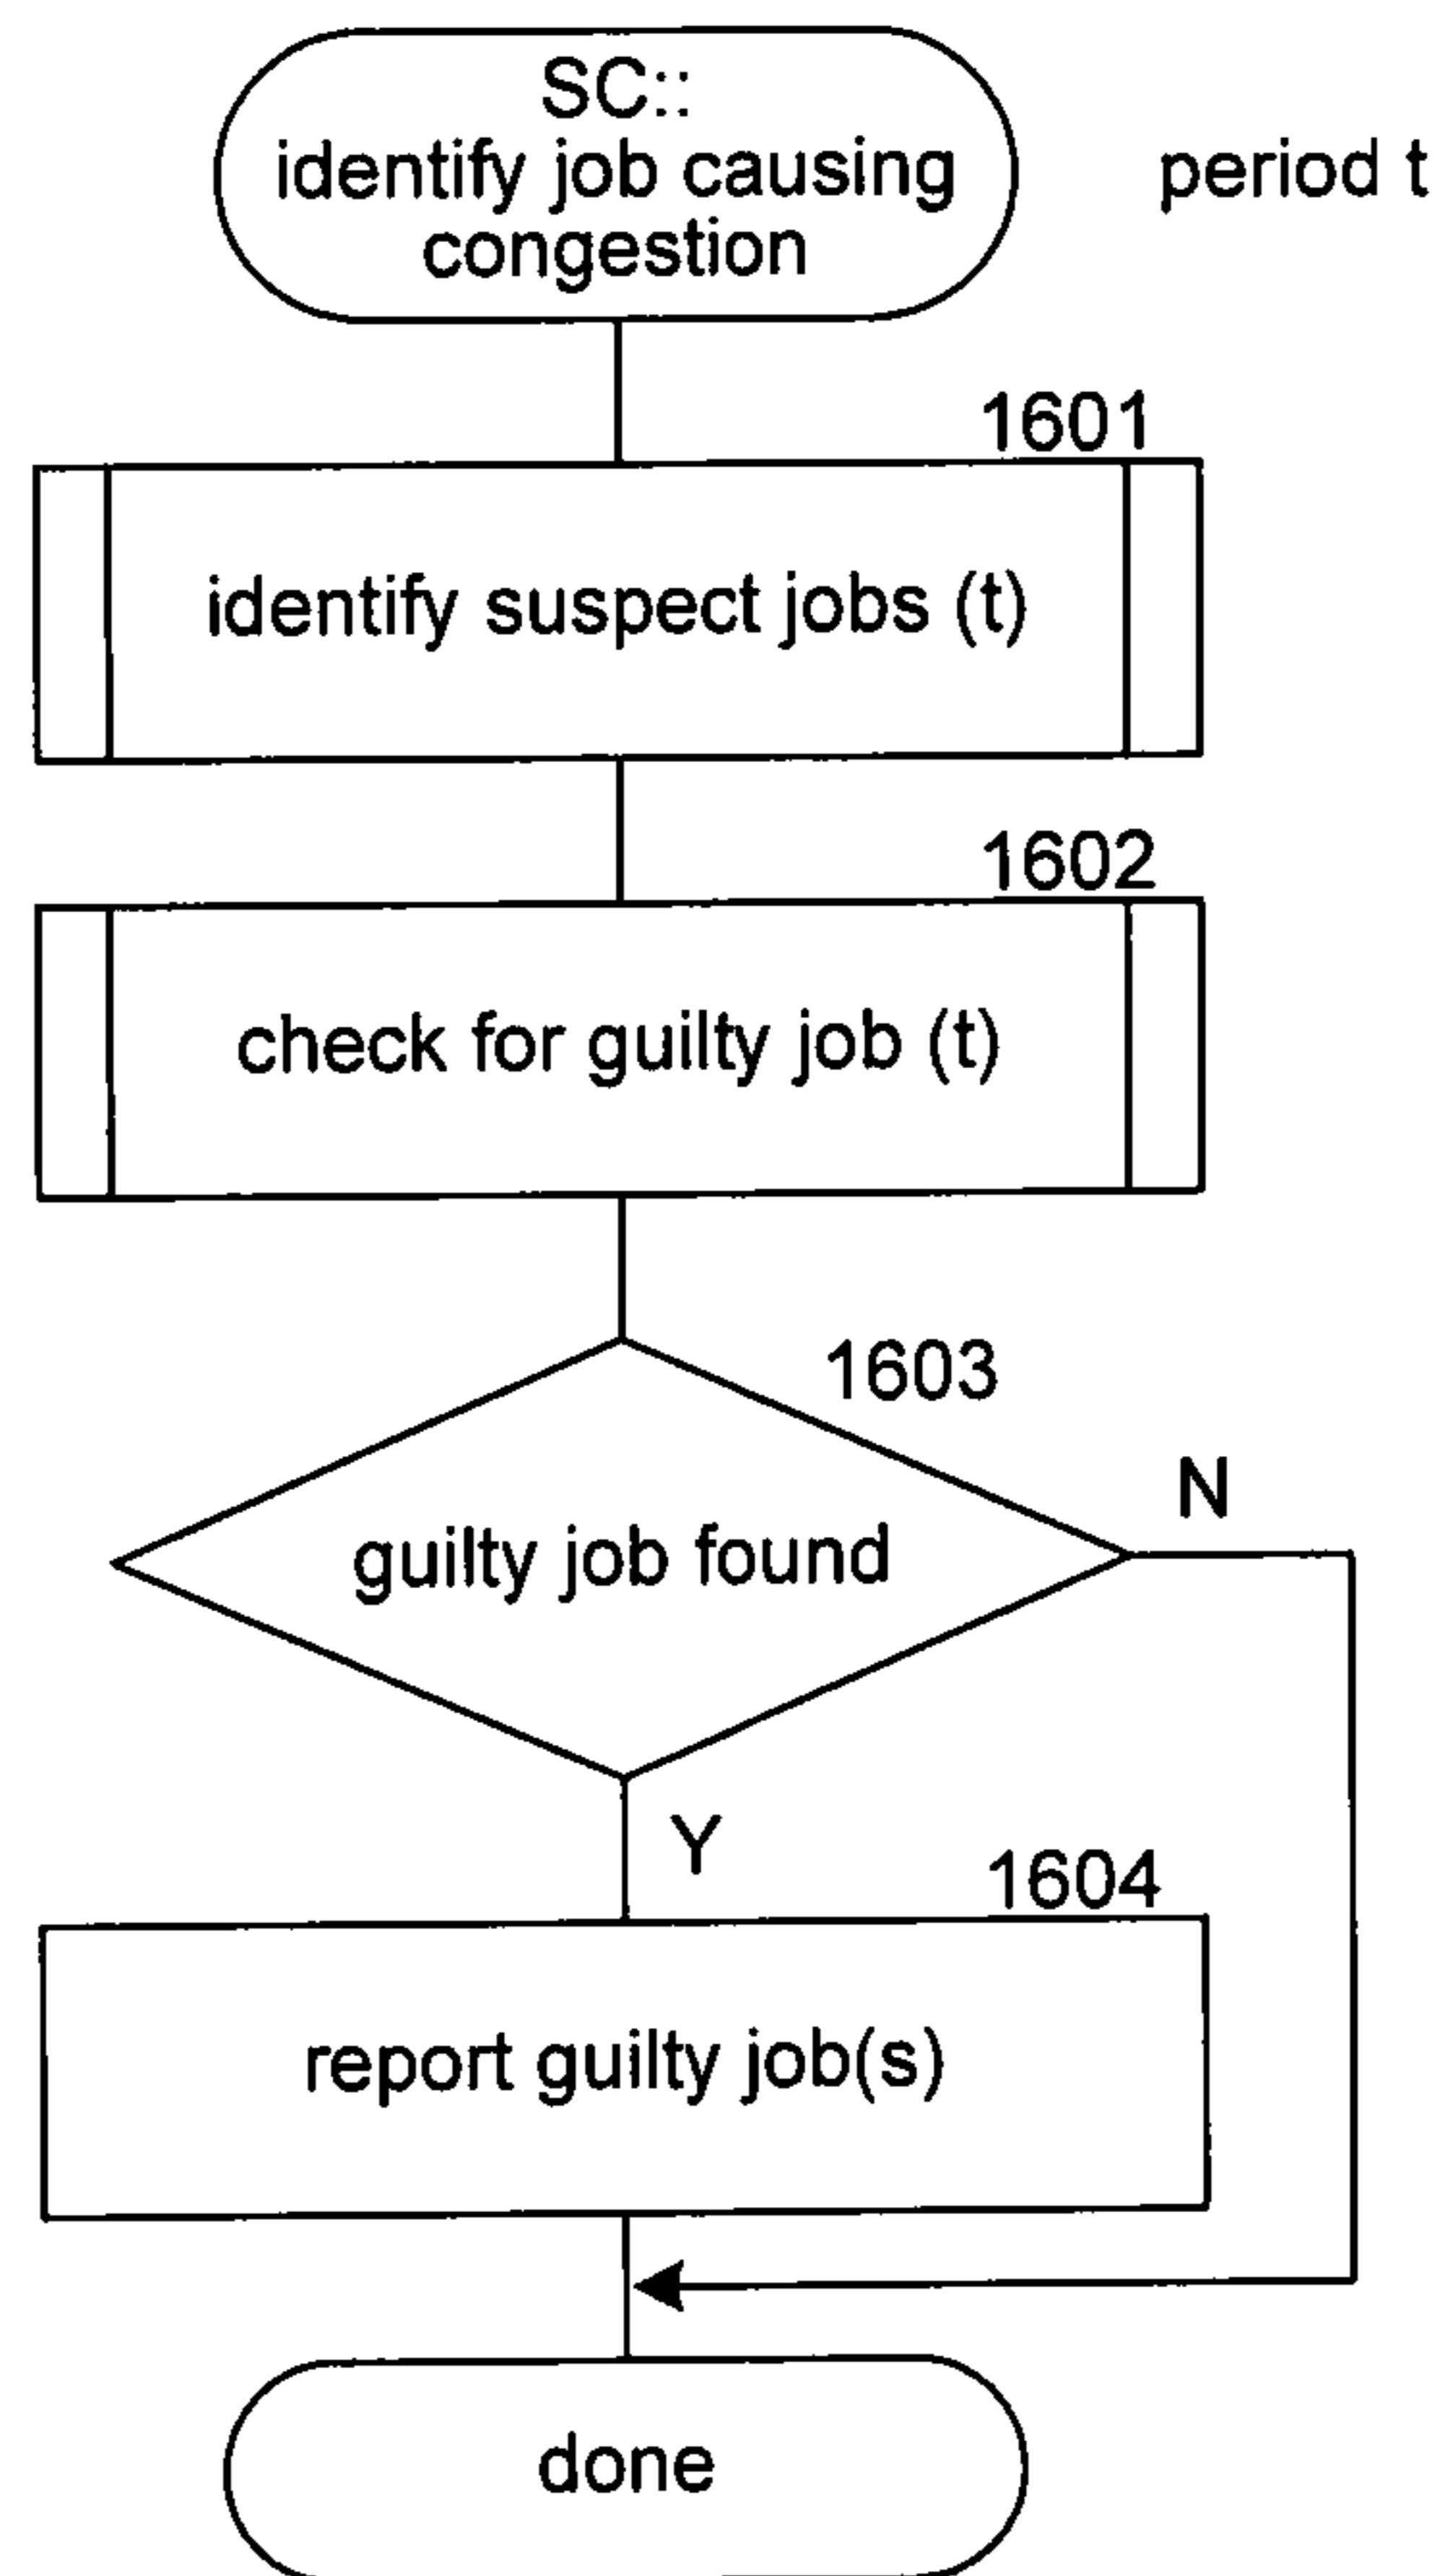 SC::
identify job causing
congestion
period t
1601
identify suspect jobs (t)
1602
check for guilty job (t)
1603
guilty job found
N
Y
1604
report guilty job(s)
done